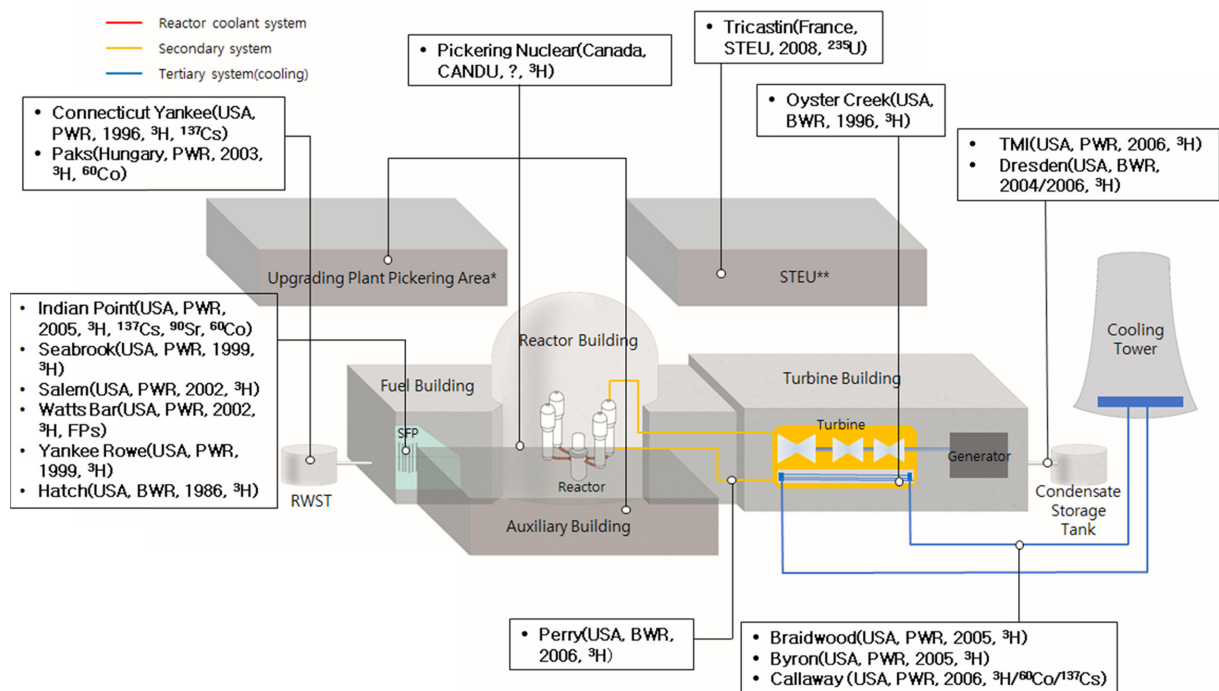 Reactor coolant system
Secondary system
Tertiary system(cooling)
• Pickering Nuclear(Canada,
CANDU, ?, ³H)
• Tricastin(France,
STEU, 2008, ²³⁵U)
• Oyster Creek(USA,
BWR, 1996, ³H)
• Connecticut Yankee(USA,
PWR, 1996, ³H, ¹³⁷Cs)
• Paks(Hungary, PWR, 2003,
³H, ⁶⁰Co)
• TMI(USA, PWR, 2006, ³H)
• Dresden(USA, BWR,
2004/2006, ³H)
Upgrading Plant Pickering Area*
STEU**
• Indian Point(USA, PWR,
2005, ³H, ¹³⁷Cs, ⁹⁰Sr, ⁶⁰Co)
• Seabrook(USA, PWR, 1999,
³H)
• Salem(USA, PWR, 2002, ³H)
• Watts Bar(USA, PWR, 2002,
³H, FPs)
• Yankee Rowe(USA, PWR,
1999, ³H)
• Hatch(USA, BWR, 1986, ³H)
Reactor Building
Cooling
Tower
Fuel Building
Turbine Building
SFP
Turbine
Generator
RWST
Reactor
Condensate
Storage
Tank
Auxiliary Building
• Perry(USA, BWR,
2006, ³H)
• Braidwood(USA, PWR, 2005, ³H)
• Byron(USA, PWR, 2005, ³H)
• Callaway (USA, PWR, 2006, ³H/⁶⁰Co/¹³⁷Cs)